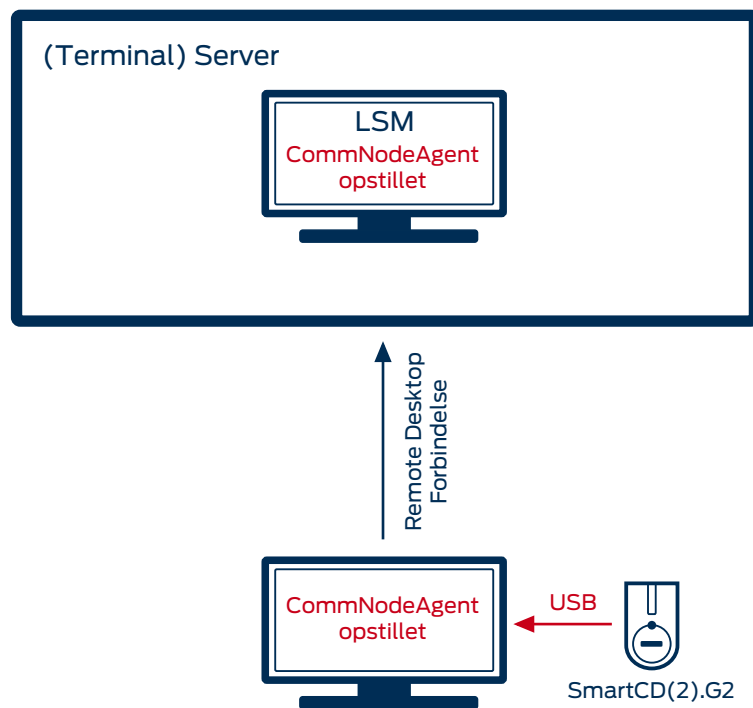 (Terminal) Server
LSM
CommNodeAgent
opstillet
Remote Desktop
Forbindelse
CommNodeAgent
opstillet
USB
SmartCD(2).G2